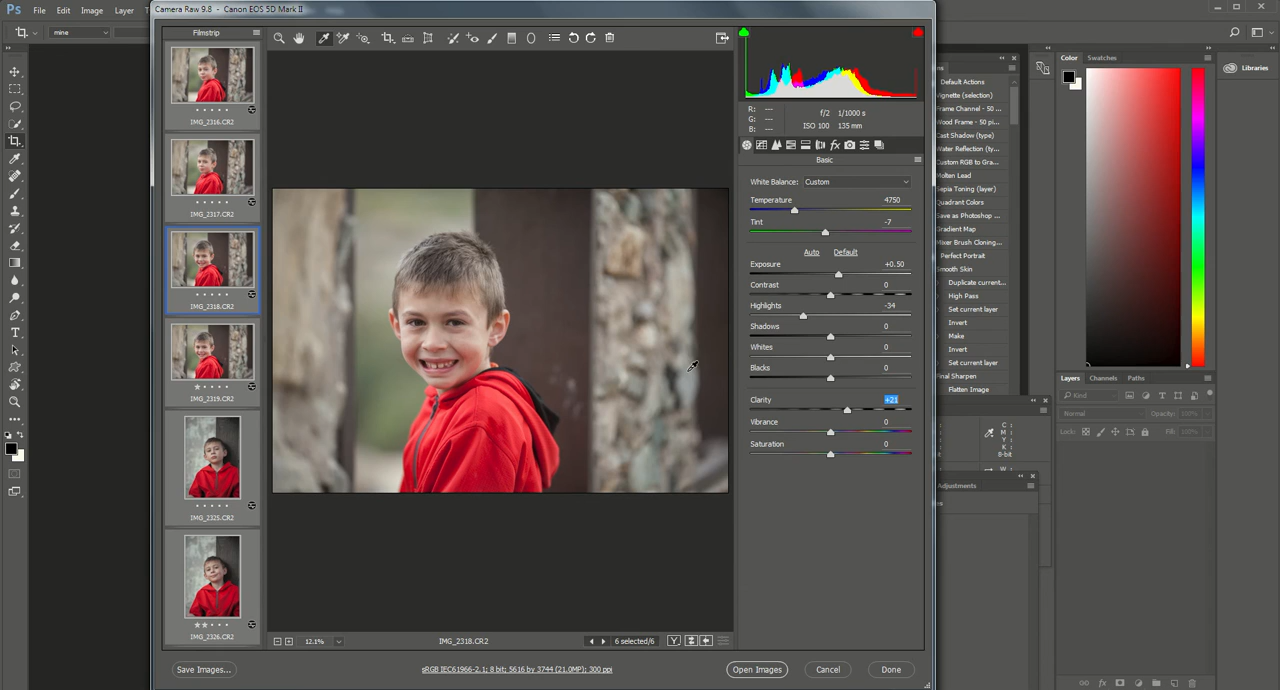 Camera Raw 9.8 - Canon EOS 5D Mark II
Ps File Edit Image Layer
mine
Filmstrip
IMG_2316.CR2
IMG_2317.CR2
IMG_2318.CR2
IMG_2319.CR2
IMG_2325.CR2
IMG_2326.CR2
R: ---
G: ---
B: ---
f/2 1/1000 s
ISO 100 135 mm
Basic
White Balance: Custom
Temperature 4750
Tint -7
Auto Default
Exposure +0.50
Contrast 0
Highlights -34
Shadows 0
Whites 0
Blacks 0
Clarity +21
Vibrance 0
Saturation 0
12.1%
IMG_2318.CR2
6 selected/6
Y
Save Images...
sRGB IEC61966-2.1; 8 bit; 5616 by 3744 (21.0MP); 300 ppi
Open Images
Cancel
Done
Default Actions
Vignette (selection)
Frame Channel - 50 ...
Wood Frame - 50 pi...
Cast Shadow (type)
Water Reflection (ty...
Custom RGB to Gra...
Molten Lead
Sepia Toning (layer)
Quadrant Colors
Save as Photoshop ...
Gradient Map
Mixer Brush Cloning...
Perfect Portrait
Smooth Skin
Duplicate current...
High Pass
Set current layer
Invert
Make
Invert
Set current layer
Final Sharpen
Flatten Image
C :
M :
Y :
K :
8-bit
Adjustments
Color Swatches
Libraries
Layers Channels Paths
Kind
Normal Opacity: 100%
Lock: Fill: 100%
fx